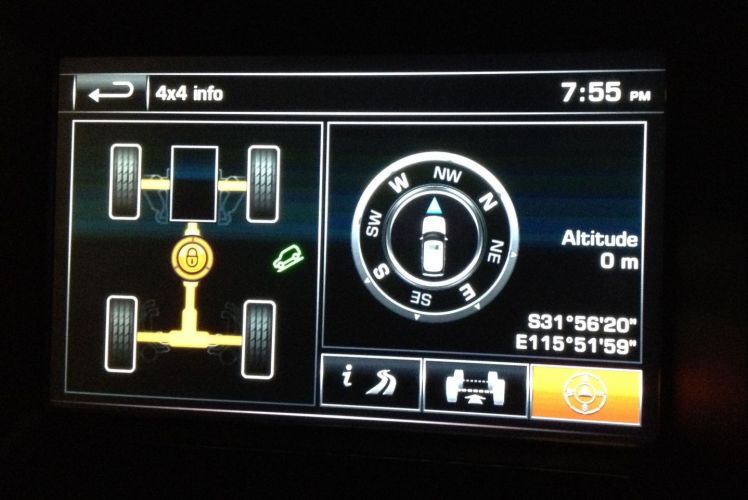 4x4 info
7:55 PM
NW
W
N
SW
NE
S
E
SE
Altitude
0 m
S31°56'20"
E115°51'59"
i